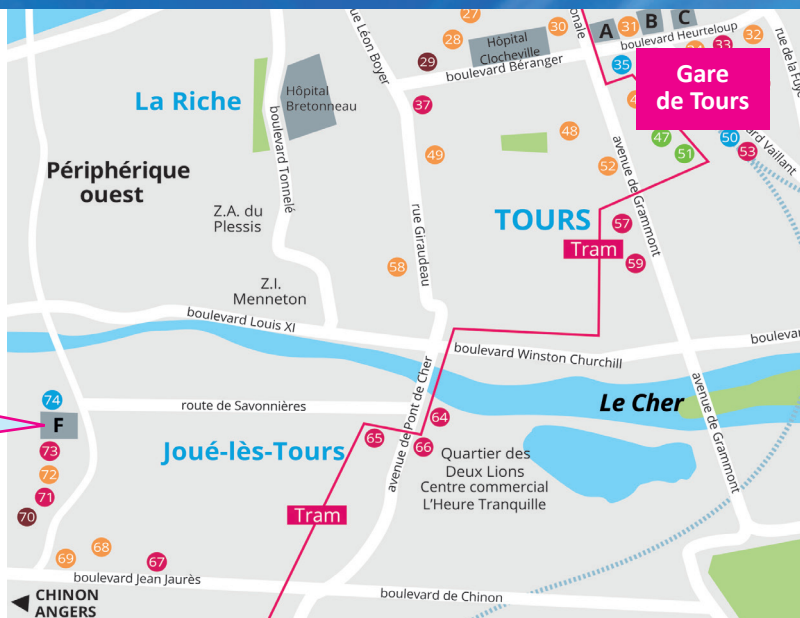 27
28
29
30
31
A
B
C
32
33
35
rue Léon Boyer
Hôpital
Clocheville
boulevard Heurteloup
boulevard Béranger
rue de la Fuye
Gare
de Tours
La Riche
Hôpital
Bretonneau
boulevard Tonnelé
37
48
47
50
49
51
53
52
Vaillant
avenue de Grammont
Périphérique
ouest
Z.A. du
Plessis
rue Giraudeau
TOURS
57
Tram
59
58
Z.I.
Menneton
boulevard Louis XI
boulevard Winston Churchill
74
route de Savonnières
avenue de Pont de Cher
Le Cher
avenue de Grammont
F
64
65
66
73
Joué-lès-Tours
Quartier des
Deux Lions
Centre commercial
L'Heure Tranquille
72
71
70
Tram
68
69
67
boulevard Jean Jaurès
boulevard de Chinon
CHINON
ANGERS